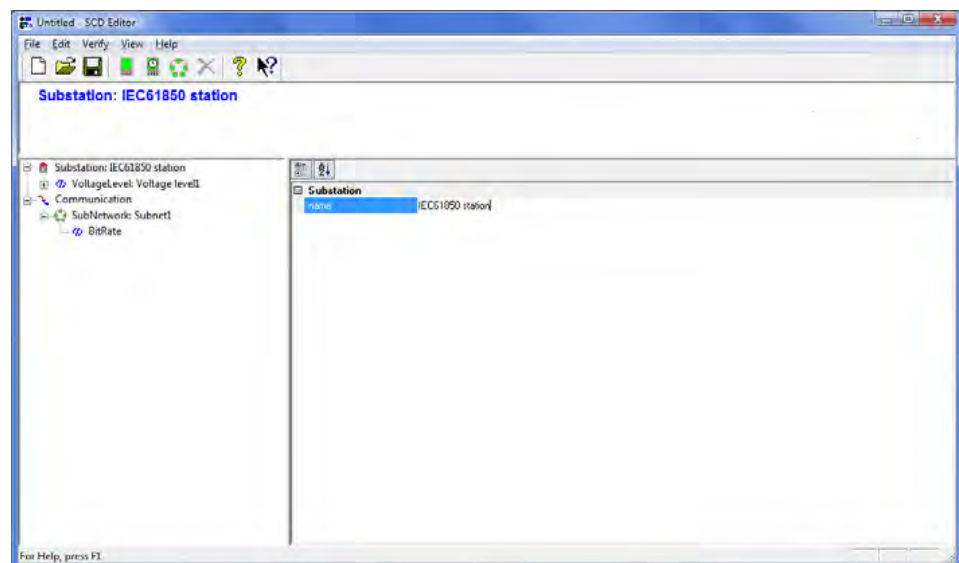 Untitled - SCD Editor
File Edit Verify View Help
Substation: IEC61850 station
Substation: IEC61850 station
VoltageLevel: Voltage level1
Communication
SubNetwork: Subnet1
BitRate
Substation
name IEC61850 station
For Help, press F1